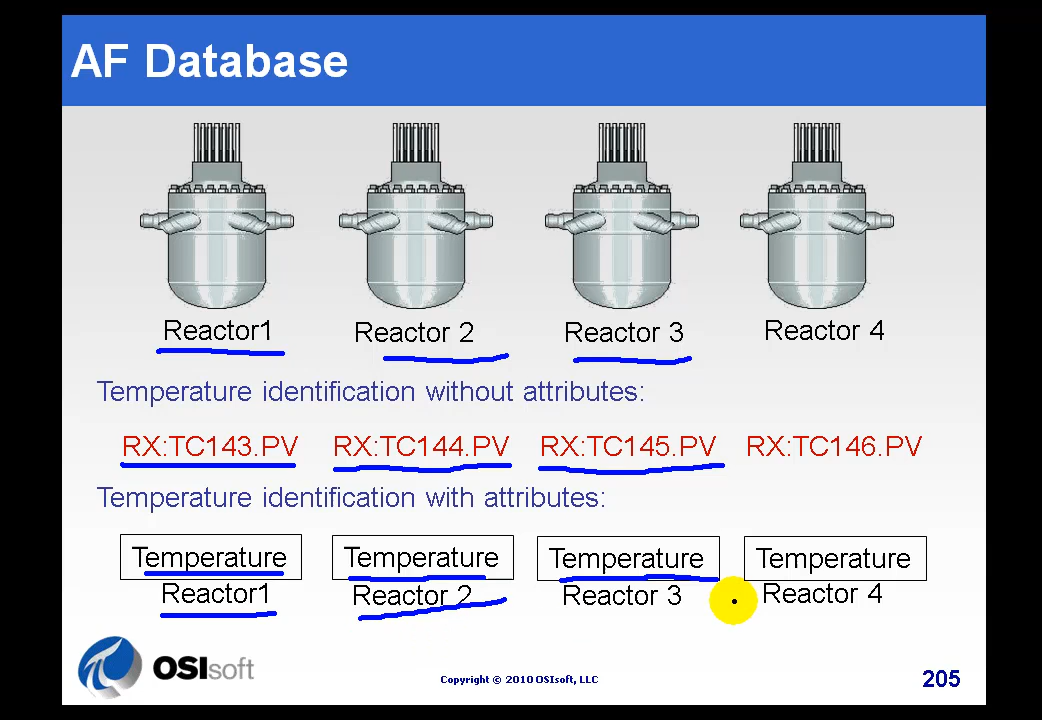 AF Database
Reactor1 Reactor 2 Reactor 3 Reactor 4
Temperature identification without attributes:
RX:TC143.PV RX:TC144.PV RX:TC145.PV RX:TC146.PV
Temperature identification with attributes:
Temperature Temperature Temperature Temperature
Reactor1 Reactor 2 Reactor 3 Reactor 4
OSIsoft
Copyright © 2010 OSIsoft, LLC
205